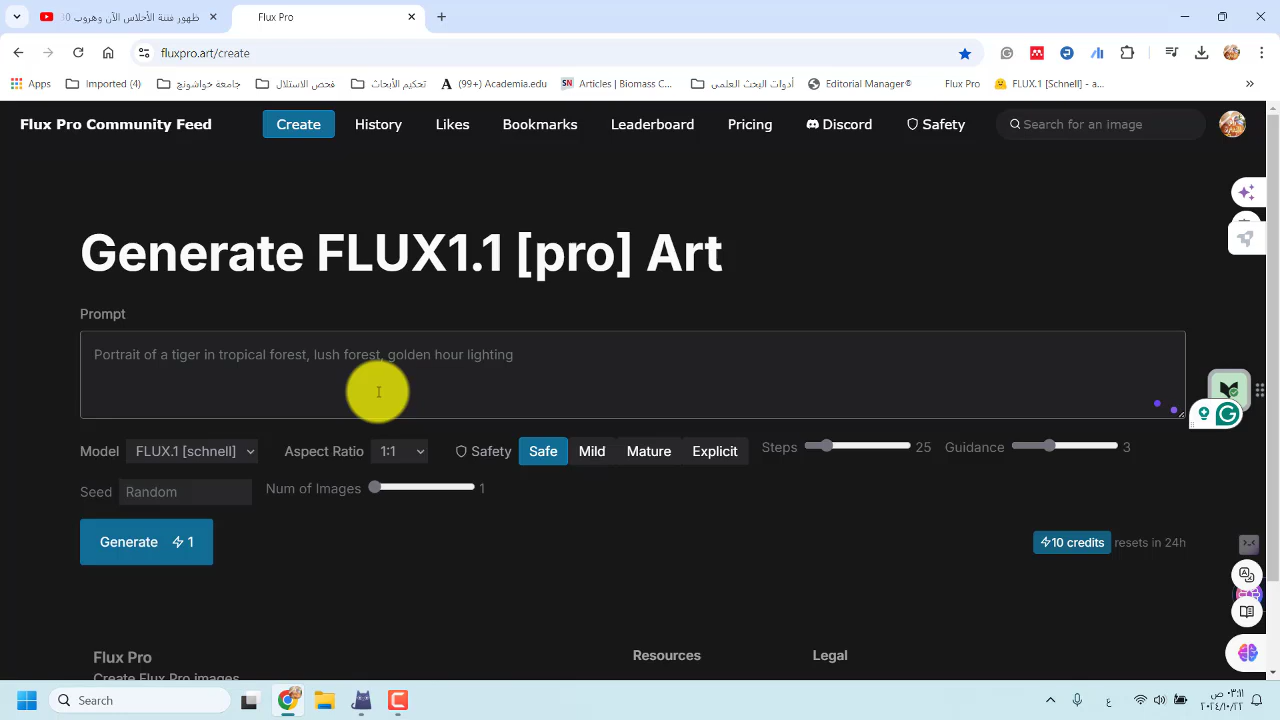 ظهور فتنة الأحلاس الآن وهروب 10
Flux Pro
fluxpro.art/create
Apps
Imported (4)
جامعة خواشونج
فحص الاستلال
تحكيم الأبحاث
A (99+) Academia.edu
SN Articles | Biomass C...
أدوات البحث العلمي
Editorial Manager®
Flux Pro
FLUX.1 [Schnell] - a...
Flux Pro Community Feed
Create
History
Likes
Bookmarks
Leaderboard
Pricing
Discord
Safety
Search for an image
Generate FLUX1.1 [pro] Art
Prompt
Portrait of a tiger in tropical forest, lush forest, golden hour lighting
Model FLUX.1 [schnell] Aspect Ratio 1:1 Safety Safe Mild Mature Explicit Steps 25 Guidance 3
Seed Random Num of Images 1
Generate 1
10 credits resets in 24h
Flux Pro Resources Legal
Create Flux Pro images
Search
ع